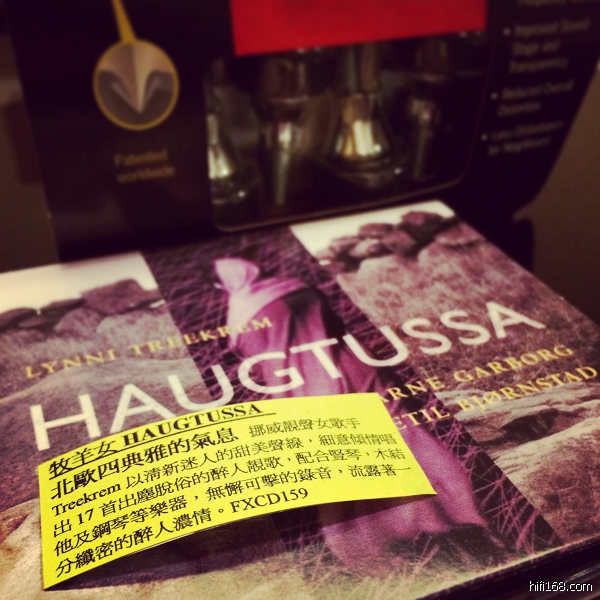 Patented
worldwide
• Improved Sound
Stage and
Transparency
• Reduced Overall
Distortion
• Less Disturbance
for Neighbours
LYNNI TREEKREM
HAUGTUSSA
ARNE GARBORG
ETIL BJØRNSTAD
牧羊女 HAUGTUSSA
北歐四典雅的氣息 挪威靚聲女歌手
Treekrem 以清新迷人的甜美聲線,細意傾情唱
出 17 首出塵脫俗的醉人靚歌,配合豎琴,木結
他及鋼琴等樂器,無懈可擊的錄音,流露著一
分纖密的醉人濃情。FXCD159
hifi168.com